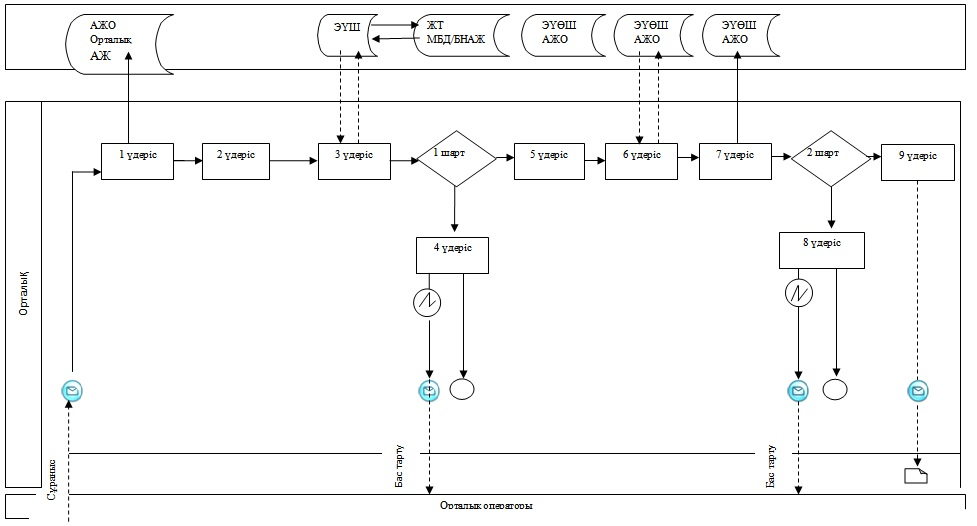 АЖО
Орталық
АЖ
ЭҮШ
ЖТ
МБД/БНАЖ
ЭҮӨШ
АЖО
ЭҮӨШ
АЖО
ЭҮӨШ
АЖО
1 үдеріс
2 үдеріс
3 үдеріс
1 шарт
5 үдеріс
6 үдеріс
7 үдеріс
2 шарт
9 үдеріс
4 үдеріс
8 үдеріс
Орталық
Сұраныс
Бас тарту
Бас тарту
Орталық операторы